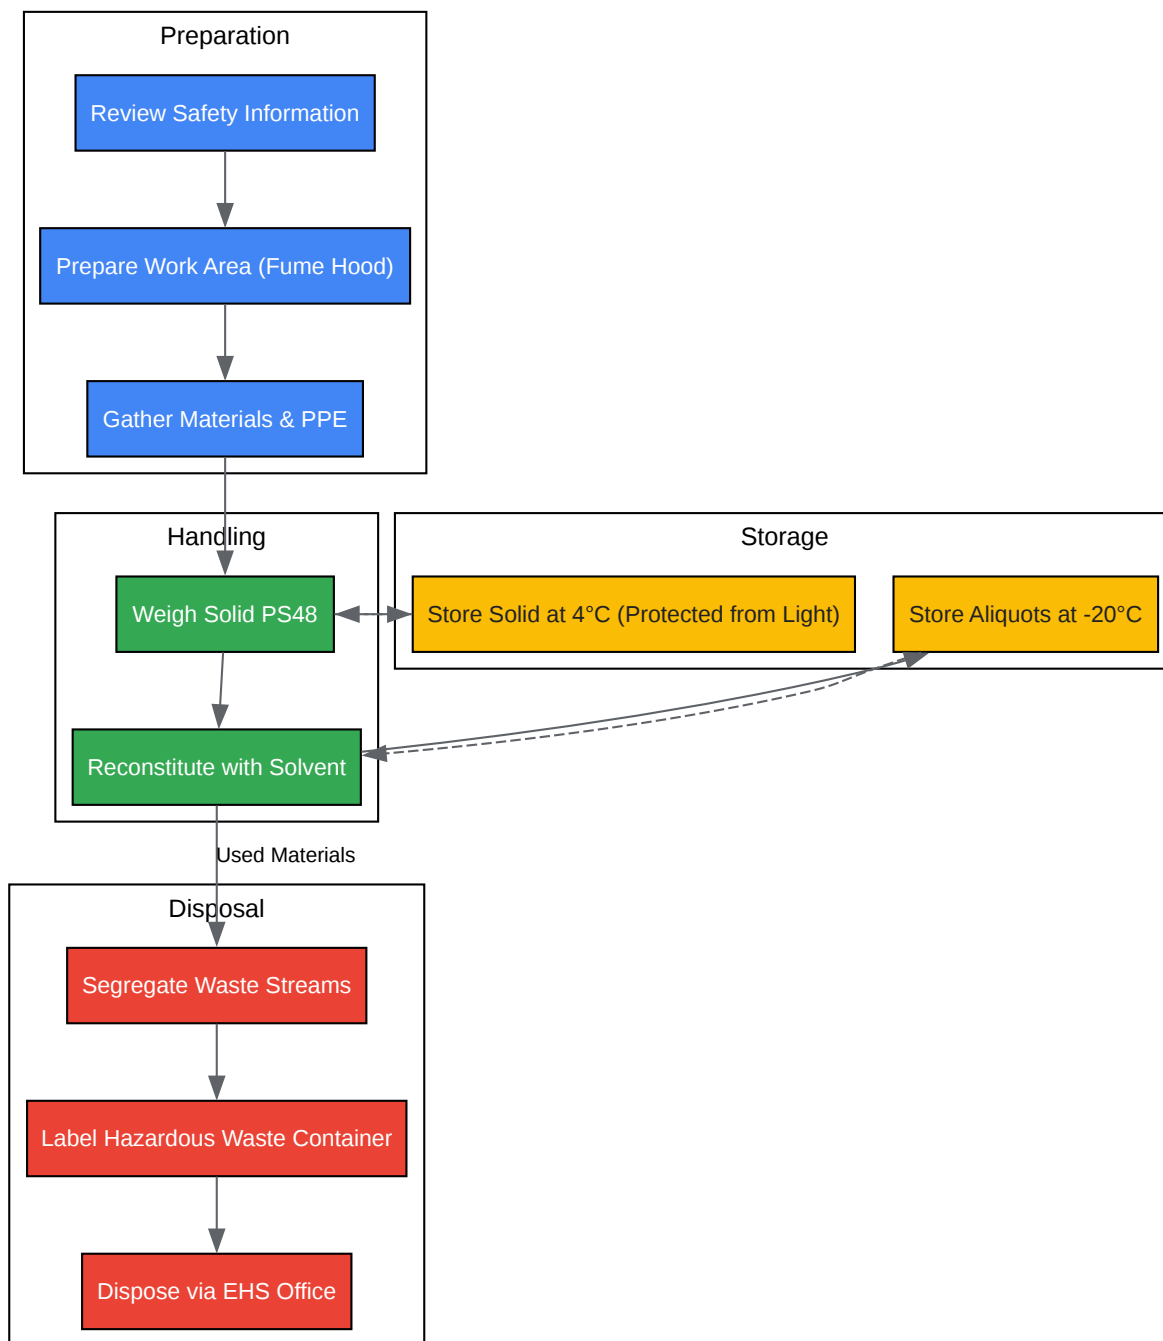 Preparation
Review Safety Information
Prepare Work Area (Fume Hood)
Gather Materials & PPE
Handling
Storage
Weigh Solid PS48
Store Solid at 4°C (Protected from Light)
Store Aliquots at -20°C
Reconstitute with Solvent
Used Materials
Disposal
Segregate Waste Streams
Label Hazardous Waste Container
Dispose via EHS Office